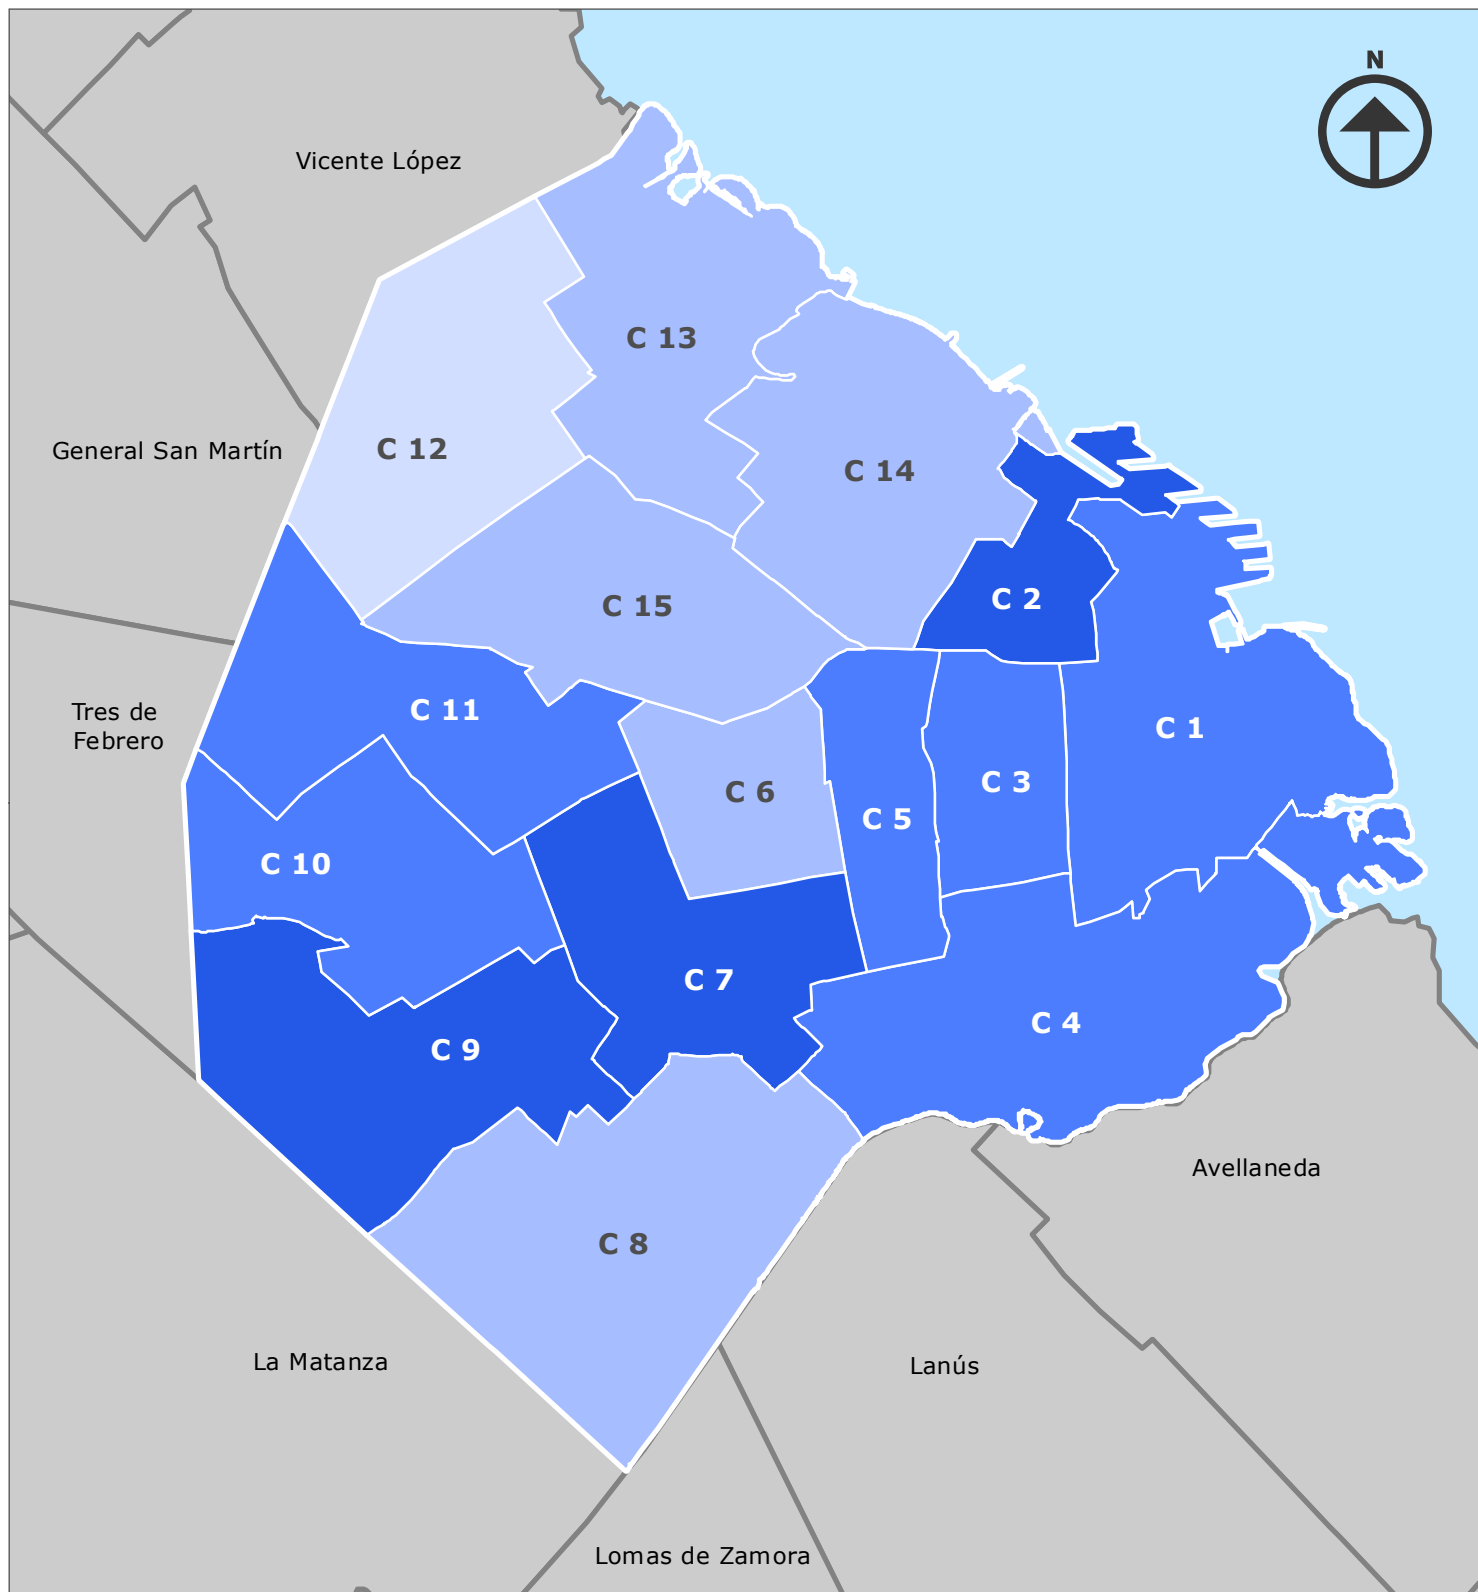 N
Vicente López
C 13
General San Martín
C 12
C 14
C 15
C 2
Tres de
Febrero
C 11
C 1
C 6
C 3
C 5
C 10
C 7
C 4
C 9
Avellaneda
C 8
La Matanza
Lanús
Lomas de Zamora